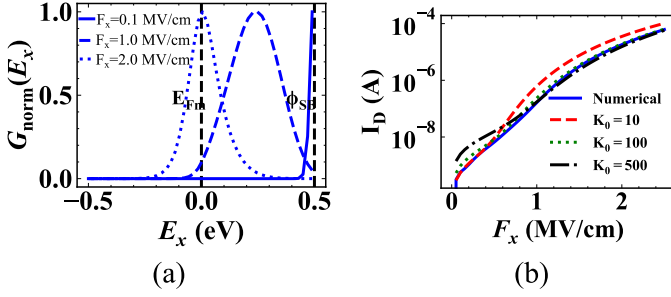 F_x=0.1 MV/cm
F_x=1.0 MV/cm
F_x=2.0 MV/cm
E_Fm
ϕ_SB
G_norm(E_x)
1.0
0.5
0.0
−0.5 0.0 0.5
E_x (eV)
(a)
I_D (A)
10^−4
10^−6
10^−8
Numerical
K_0 = 10
K_0 = 100
K_0 = 500
0 1 2
F_x (MV/cm)
(b)